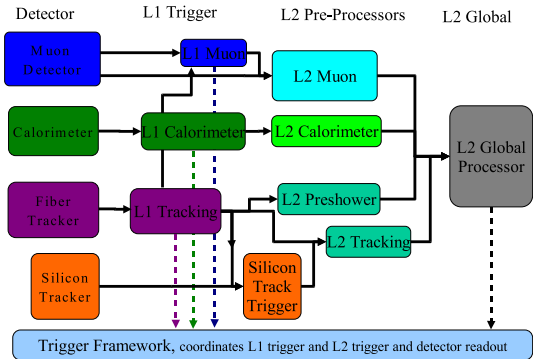 Detector
L1 Trigger
L2 Pre-Processors
L2 Global
Muon
Detector
L1 Muon
L2 Muon
Calorimeter
L1 Calorimeter
L2 Calorimeter
L2 Global
Processor
Fiber
Tracker
L1 Tracking
L2 Preshower
L2 Tracking
Silicon
Tracker
Silicon
Track
Trigger
Trigger Framework, coordinates L1 trigger and L2 trigger and detector readout